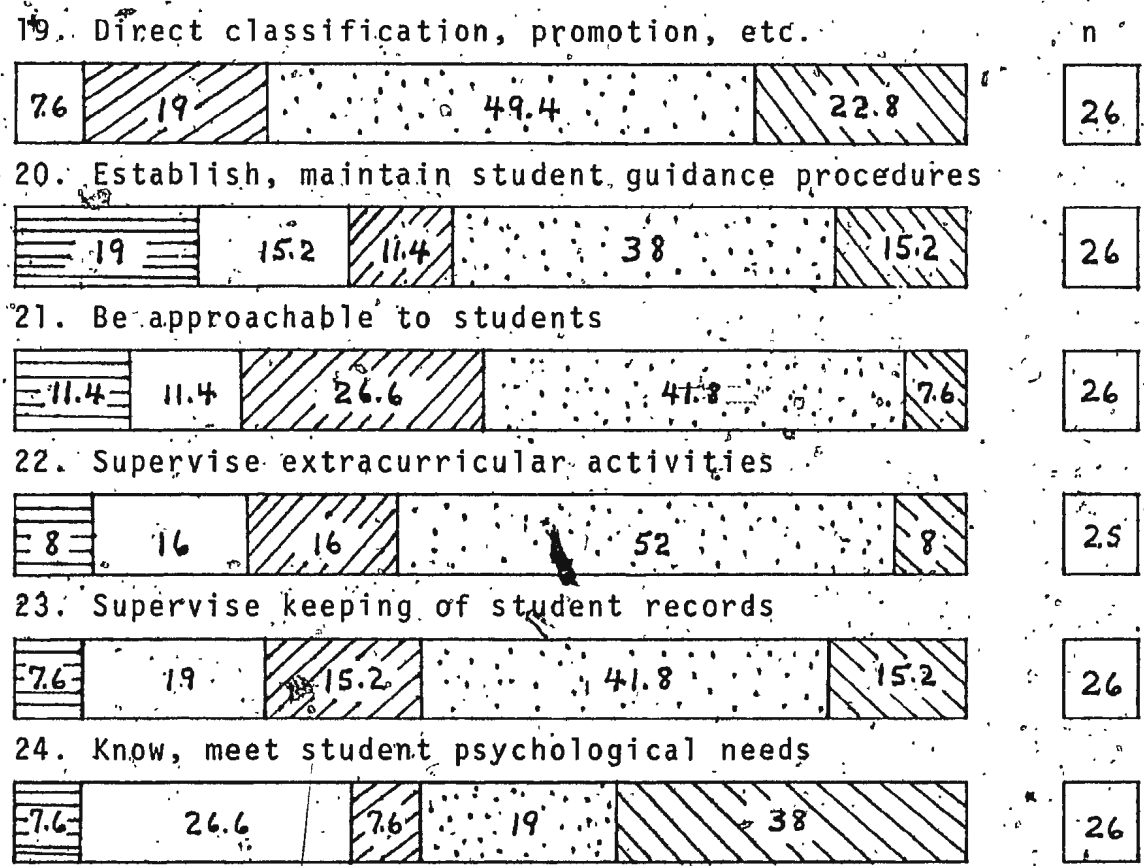 19. Direct classification, promotion, etc. n
7.6 19 49.4 22.8 26
20. Establish, maintain student guidance procedures
19 15.2 11.4 38 15.2 26
21. Be approachable to students
11.4 11.4 26.6 41.8 7.6 26
22. Supervise extracurricular activities
8 16 16 52 8 25
23. Supervise keeping of student records
7.6 19 15.2 41.8 15.2 26
24. Know, meet student psychological needs
7.6 26.6 7.6 19 38 26